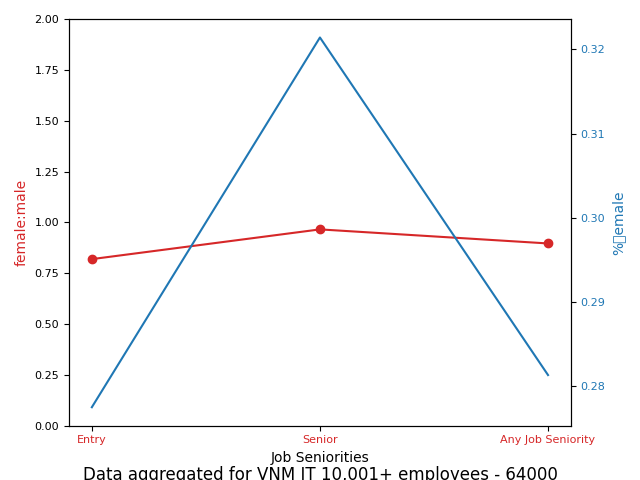 2.00
1.75
1.50
1.25
1.00
0.75
0.50
0.25
0.00
female:male
0.32
0.31
0.30
0.29
0.28
%▯emale
Entry Senior Any Job Seniority
Job Seniorities
Data aggregated for VNM IT 10.001+ employees - 64000